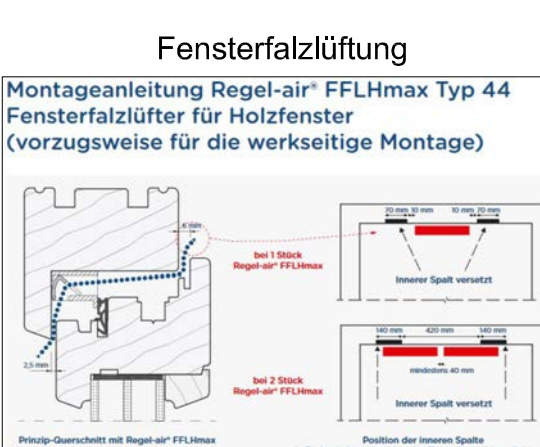 Fensterfalzlüftung
Montageanleitung Regel-air® FFLHmax Typ 44
Fensterfalzlüfter für Holzfenster
(vorzugsweise für die werkseitige Montage)
6 mm
70 mm 10 mm 10 mm 70 mm
bei 1 Stück
Regel-air® FFLHmax
Innerer Spalt versetzt
2,5 mm
140 mm 420 mm 140 mm
mindestens 40 mm
bei 2 Stück
Regel-air® FFLHmax
Innerer Spalt versetzt
Prinzip-Querschnitt mit Regel-air® FFLHmax
Position der inneren Spalte